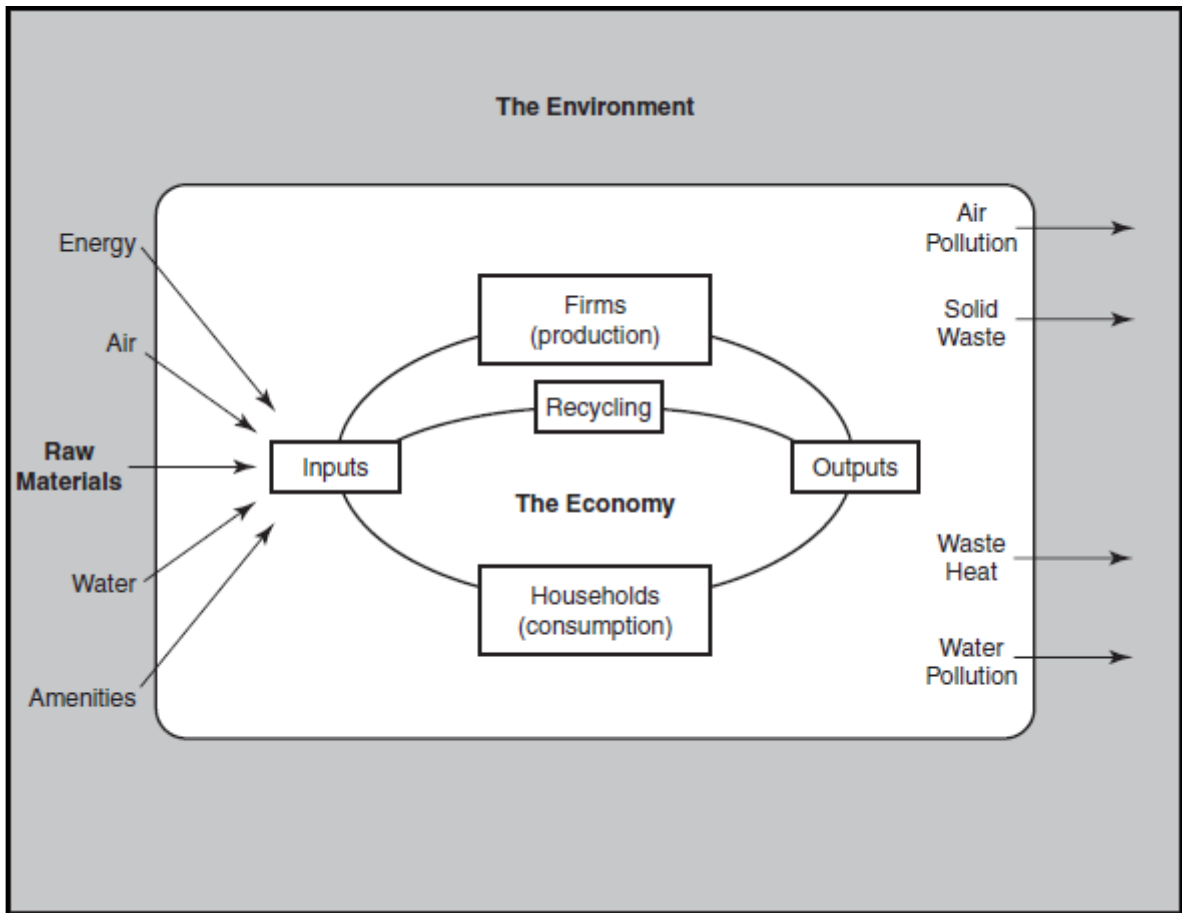 The Environment
Air
Pollution
Energy
Firms
(production)
Solid
Waste
Air
Recycling
Raw
Materials
Inputs
Outputs
The Economy
Waste
Heat
Water
Households
(consumption)
Water
Pollution
Amenities